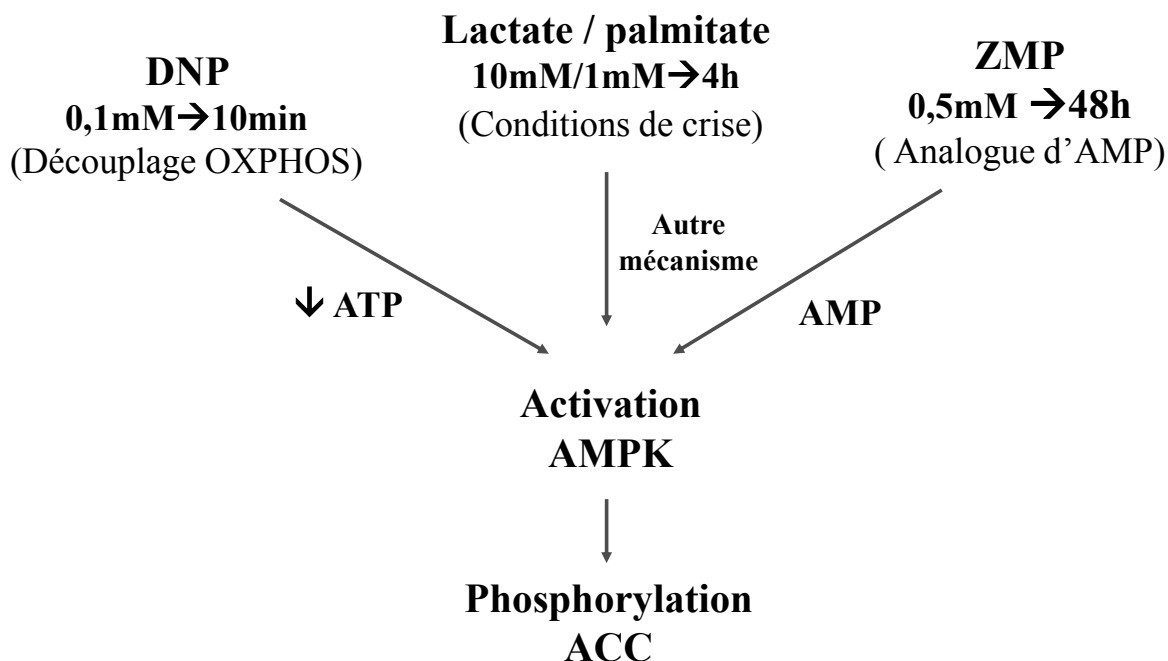 DNP
0,1mM→10min
(Découplage OXPHOS)
Lactate / palmitate
10mM/1mM→4h
(Conditions de crise)
ZMP
0,5mM →48h
( Analogue d’AMP)
Autre
mécanisme
↓ ATP
AMP
Activation
AMPK
Phosphorylation
ACC